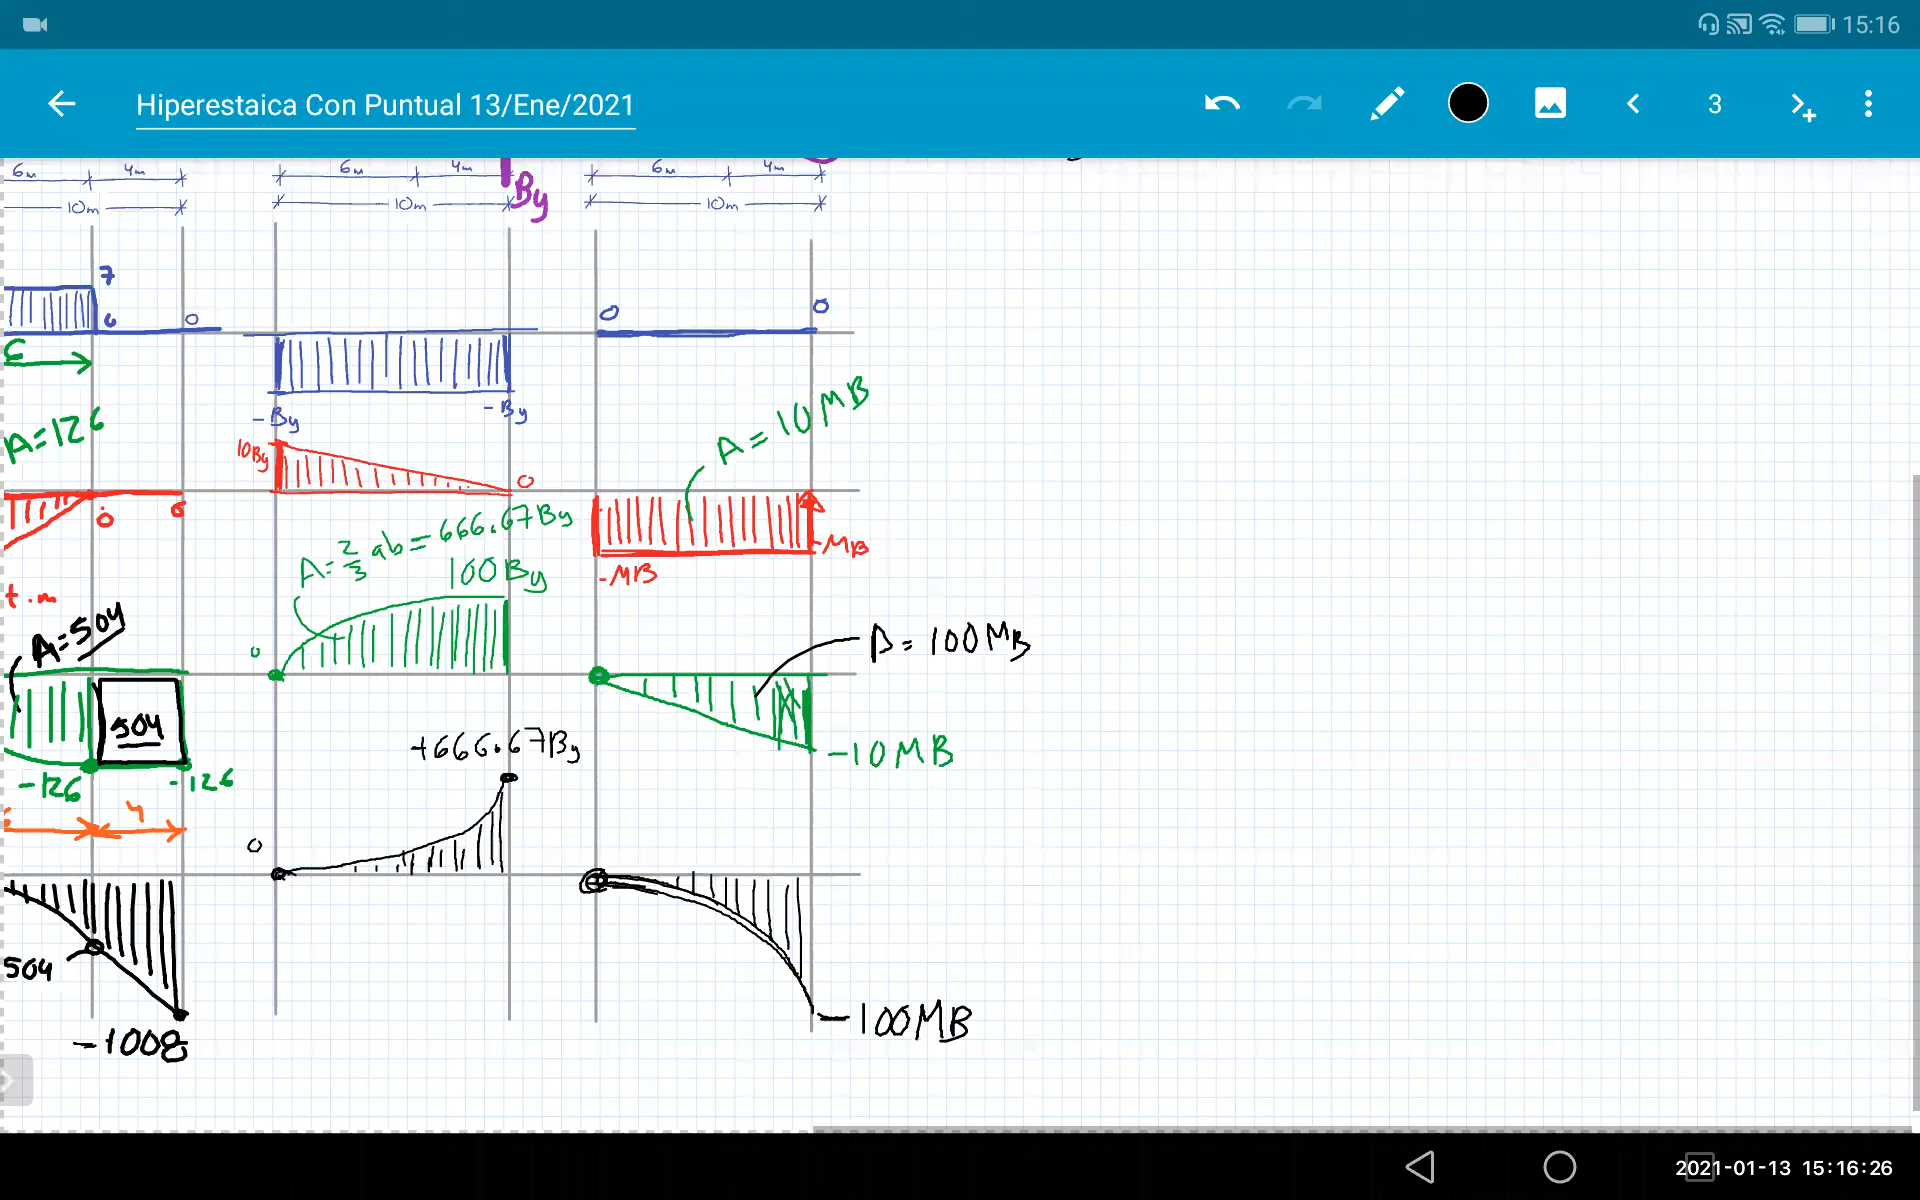 15:16
Hiperestaica Con Puntual 13/Ene/2021
3
6m 4m 6m 4m 6m 4m
10m 10m By 10m
7
6 0 0 0
-By -By
A=126
A= 10MB
10By 0
0
-MB -MB
A=2/3 ab= 666.67By
100By
t.m
A=504
0
504
-126 -126
A= 100MB
-10MB
+666.67By
4
0
504
-1008
-100MB
2021-01-13 15:16:26